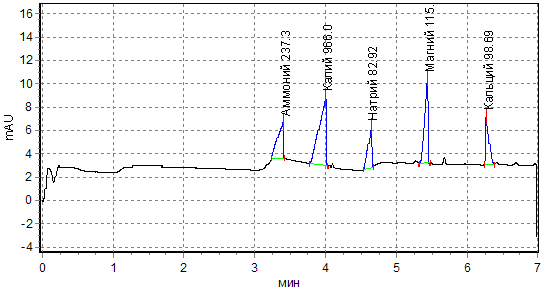 16
14
12
10
8
6
4
2
0
-2
-4
mAU
Аммоний 237.3
Калий 966.0
Натрий 82.92
Магний 115.
Кальций 98.69
0 1 2 3 4 5 6 7
мин